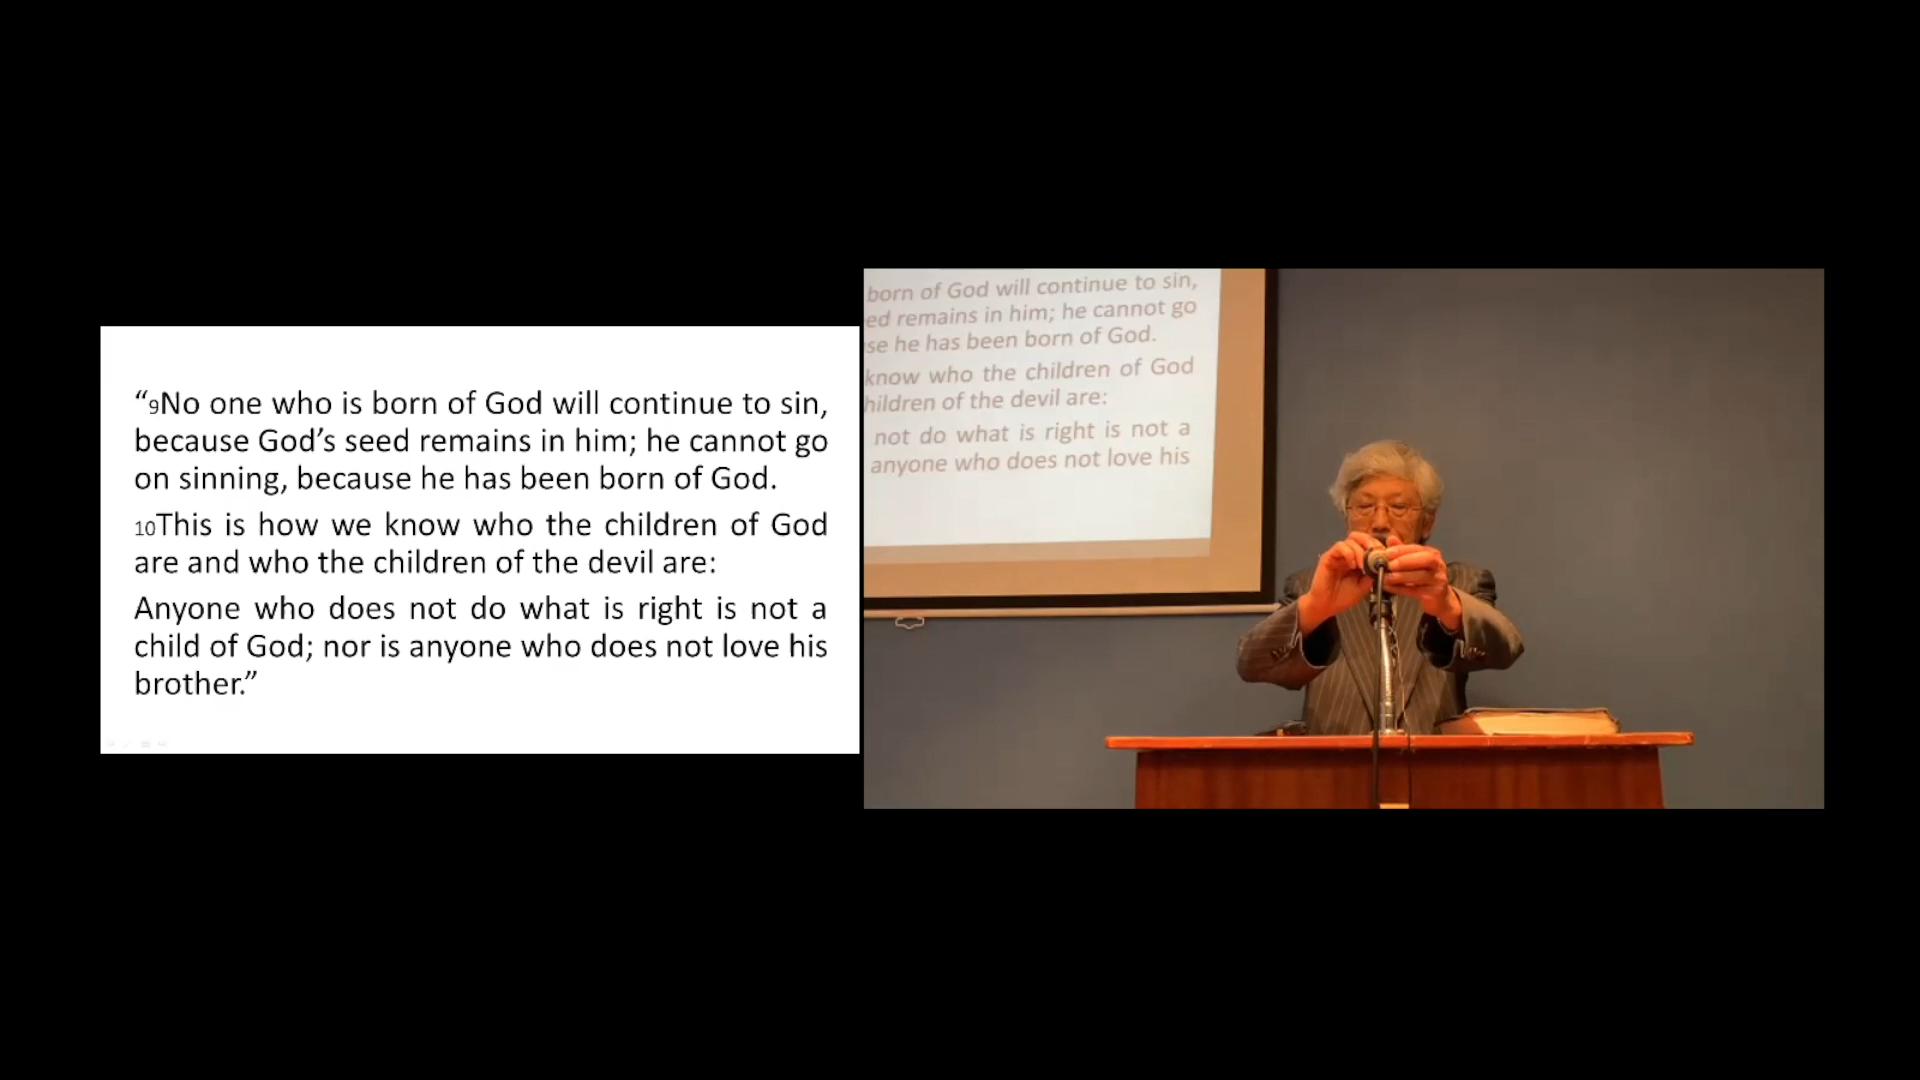 “9No one who is born of God will continue to sin,
because God’s seed remains in him; he cannot go
on sinning, because he has been born of God.
10This is how we know who the children of God
are and who the children of the devil are:
Anyone who does not do what is right is not a
child of God; nor is anyone who does not love his
brother.”
born of God will continue to sin,
ed remains in him; he cannot go
se he has been born of God.
know who the children of God
hildren of the devil are:
not do what is right is not a
anyone who does not love his